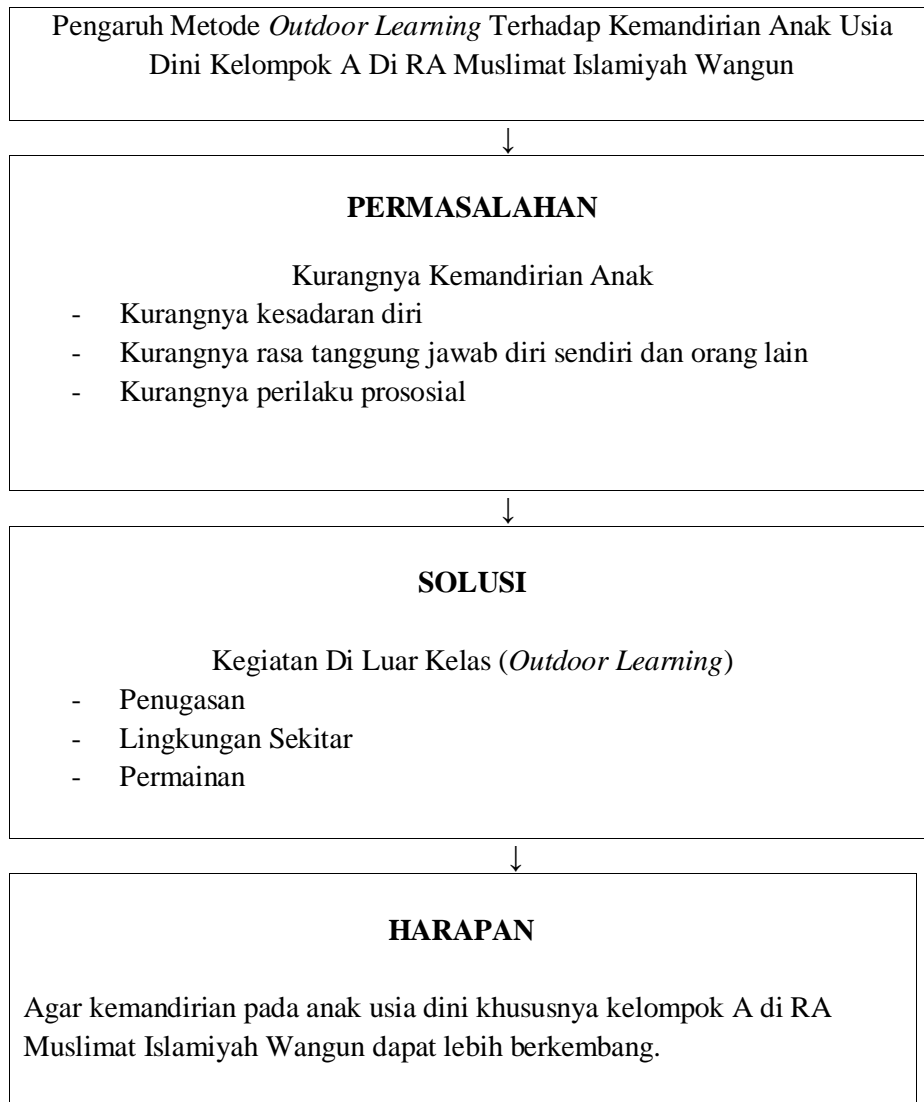 Pengaruh Metode Outdoor Learning Terhadap Kemandirian Anak Usia
Dini Kelompok A Di RA Muslimat Islamiyah Wangun
↓
PERMASALAHAN
Kurangnya Kemandirian Anak
- Kurangnya kesadaran diri
- Kurangnya rasa tanggung jawab diri sendiri dan orang lain
- Kurangnya perilaku prososial
↓
SOLUSI
Kegiatan Di Luar Kelas (Outdoor Learning)
- Penugasan
- Lingkungan Sekitar
- Permainan
↓
HARAPAN
Agar kemandirian pada anak usia dini khususnya kelompok A di RA
Muslimat Islamiyah Wangun dapat lebih berkembang.